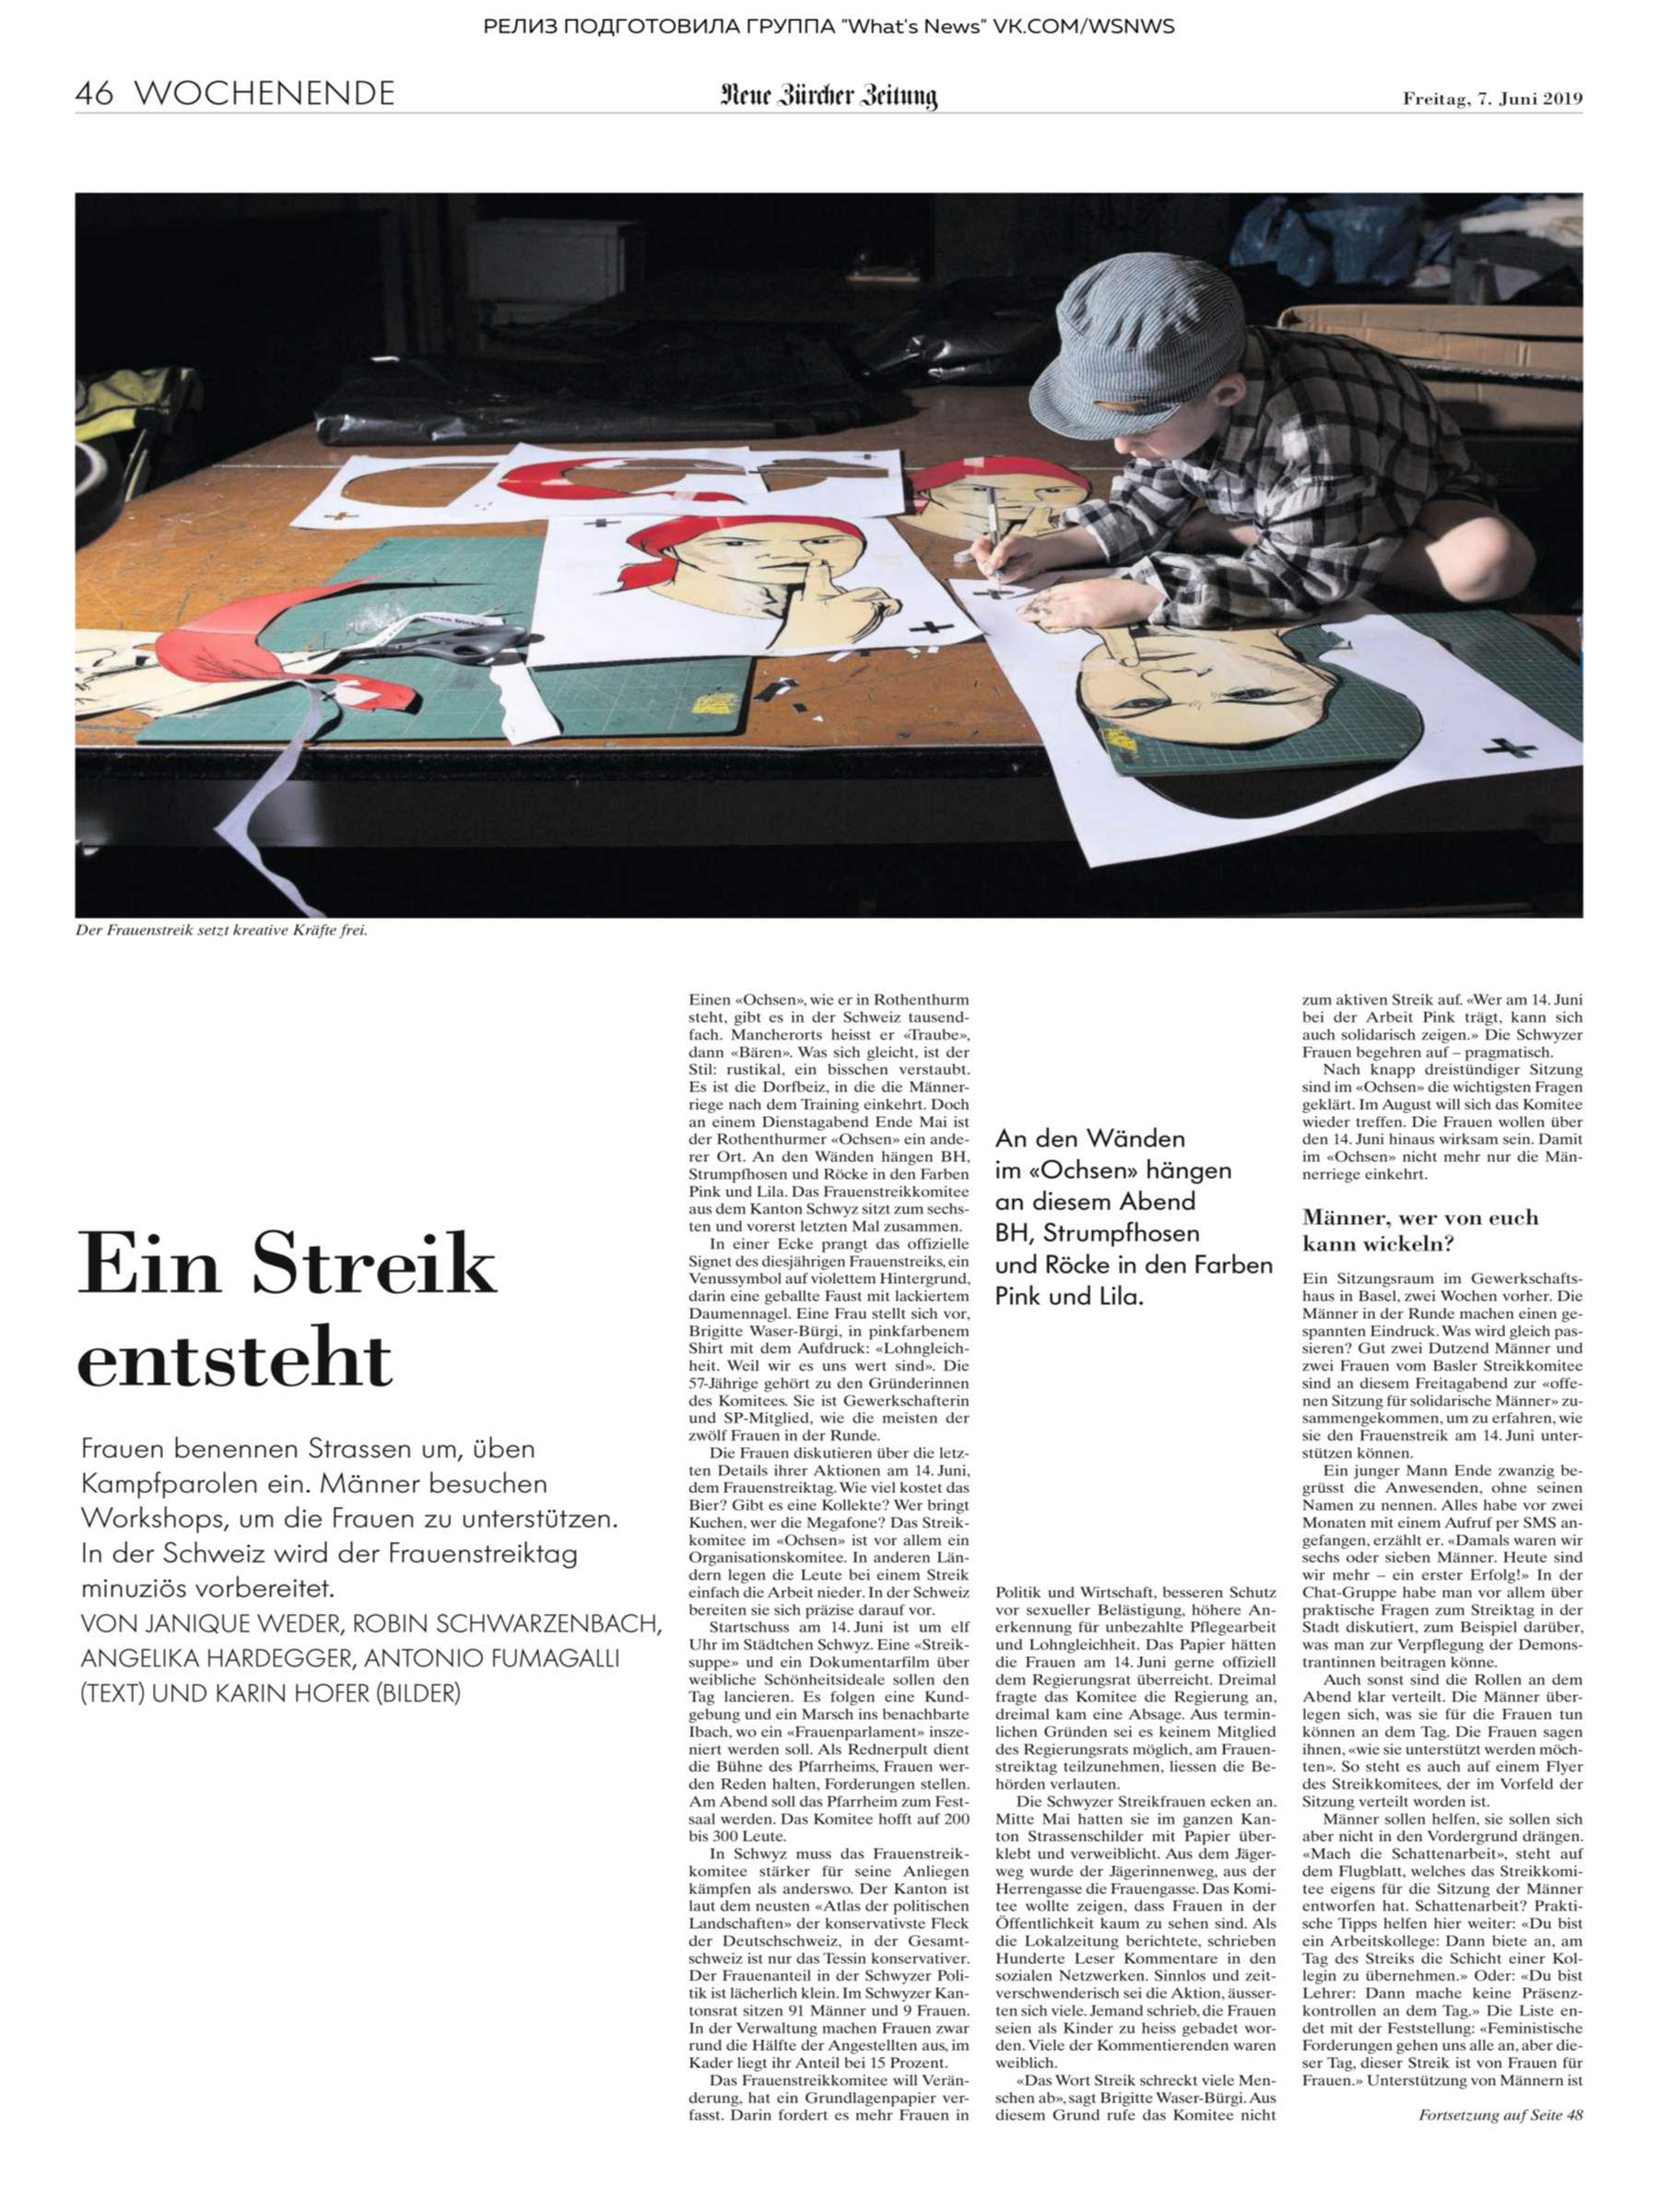 РЕЛИЗ ПОДГОТОВИЛА ГРУППА "What's News" VK.COM/WSNWS
46 WOCHENENDE
Neue Zürcher Zeitung
Freitag, 7. Juni 2019
Der Frauenstreik setzt kreative Kräfte frei.
Ein Streik
entsteht
Frauen benennen Strassen um, üben
Kampfparolen ein. Männer besuchen
Workshops, um die Frauen zu unterstützen.
In der Schweiz wird der Frauenstreiktag
minuziös vorbereitet.
VON JANIQUE WEDER, ROBIN SCHWARZENBACH,
ANGELIKA HARDEGGER, ANTONIO FUMAGALLI
(TEXT) UND KARIN HOFER (BILDER)
Einen «Ochsen», wie er in Rothenthurm
steht, gibt es in der Schweiz tausend-
fach. Mancherorts heisst er «Traube»,
dann «Bären». Was sich gleicht, ist der
Stil: rustikal, ein bisschen verstaubt.
Es ist die Dorfbeiz, in die die Männer-
riege nach dem Training einkehrt. Doch
an einem Dienstagabend Ende Mai ist
der Rothenthurmer «Ochsen» ein ande-
rer Ort. An den Wänden hängen BH,
Strumpfhosen und Röcke in den Farben
Pink und Lila. Das Frauenstreikkomitee
aus dem Kanton Schwyz sitzt zum sechs-
ten und vorerst letzten Mal zusammen.
In einer Ecke prangt das offizielle
Signet des diesjährigen Frauenstreiks, ein
Venussymbol auf violettem Hintergrund,
darin eine geballte Faust mit lackiertem
Daumennagel. Eine Frau stellt sich vor,
Brigitte Waser-Bürgi, in pinkfarbenem
Shirt mit dem Aufdruck: «Lohngleich-
heit. Weil wir es uns wert sind». Die
57-Jährige gehört zu den Gründerinnen
des Komitees. Sie ist Gewerkschafterin
und SP-Mitglied, wie die meisten der
zwölf Frauen in der Runde.
Die Frauen diskutieren über die letz-
ten Details ihrer Aktionen am 14. Juni,
dem Frauenstreiktag. Wie viel kostet das
Bier? Gibt es eine Kollekte? Wer bringt
Kuchen, wer die Megafone? Das Streik-
komitee im «Ochsen» ist vor allem ein
Organisationskomitee. In anderen Län-
dern legen die Leute bei einem Streik
einfach die Arbeit nieder. In der Schweiz
bereiten sie sich präzise darauf vor.
Startschuss am 14. Juni ist um elf
Uhr im Städtchen Schwyz. Eine «Streik-
suppe» und ein Dokumentarfilm über
weibliche Schönheitsideale sollen den
Tag lancieren. Es folgen eine Kund-
gebung und ein Marsch ins benachbarte
Ibach, wo ein «Frauenparlament» insze-
niert werden soll. Als Rednerpult dient
die Bühne des Pfarrheims, Frauen wer-
den Reden halten, Forderungen stellen.
Am Abend soll das Pfarrheim zum Fest-
saal werden. Das Komitee hofft auf 200
bis 300 Leute.
In Schwyz muss das Frauenstreik-
komitee stärker für seine Anliegen
kämpfen als anderswo. Der Kanton ist
laut dem neusten «Atlas der politischen
Landschaften» der konservativste Fleck
der Deutschschweiz, in der Gesamt-
schweiz ist nur das Tessin konservativer.
Der Frauenanteil in der Schwyzer Poli-
tik ist lächerlich klein. Im Schwyzer Kan-
tonsrat sitzen 91 Männer und 9 Frauen.
In der Verwaltung machen Frauen zwar
rund die Hälfte der Angestellten aus, im
Kader liegt ihr Anteil bei 15 Prozent.
Das Frauenstreikkomitee will Verän-
derung, hat ein Grundlagenpapier ver-
fasst. Darin fordert es mehr Frauen in
An den Wänden
im «Ochsen» hängen
an diesem Abend
BH, Strumpfhosen
und Röcke in den Farben
Pink und Lila.
Politik und Wirtschaft, besseren Schutz
vor sexueller Belästigung, höhere An-
erkennung für unbezahlte Pflegearbeit
und Lohngleichheit. Das Papier hätten
die Frauen am 14. Juni gerne offiziell
dem Regierungsrat überreicht. Dreimal
fragte das Komitee die Regierung an,
dreimal kam eine Absage. Aus termin-
lichen Gründen sei es keinem Mitglied
des Regierungsrats möglich, am Frauen-
streiktag teilzunehmen, liessen die Be-
hörden verlauten.
Die Schwyzer Streikfrauen ecken an.
Mitte Mai hatten sie im ganzen Kan-
ton Strassenschilder mit Papier über-
klebt und verweiblicht. Aus dem Jäger-
weg wurde der Jägerinnenweg, aus der
Herrengasse die Frauengasse. Das Komi-
tee wollte zeigen, dass Frauen in der
Öffentlichkeit kaum zu sehen sind. Als
die Lokalzeitung berichtete, schrieben
Hunderte Leser Kommentare in den
sozialen Netzwerken. Sinnlos und zeit-
verschwenderisch sei die Aktion, äusser-
ten sich viele. Jemand schrieb, die Frauen
seien als Kinder zu heiss gebadet wor-
den. Viele der Kommentierenden waren
weiblich.
«Das Wort Streik schreckt viele Men-
schen ab», sagt Brigitte Waser-Bürgi. Aus
diesem Grund rufe das Komitee nicht
zum aktiven Streik auf. «Wer am 14. Juni
bei der Arbeit Pink trägt, kann sich
auch solidarisch zeigen.» Die Schwyzer
Frauen begehren auf – pragmatisch.
Nach knapp dreistündiger Sitzung
sind im «Ochsen» die wichtigsten Fragen
geklärt. Im August will sich das Komitee
wieder treffen. Die Frauen wollen über
den 14. Juni hinaus wirksam sein. Damit
im «Ochsen» nicht mehr nur die Män-
nerriege einkehrt.
Männer, wer von euch
kann wickeln?
Ein Sitzungsraum im Gewerkschafts-
haus in Basel, zwei Wochen vorher. Die
Männer in der Runde machen einen ge-
spannten Eindruck. Was wird gleich pas-
sieren? Gut zwei Dutzend Männer und
zwei Frauen vom Basler Streikkomitee
sind an diesem Freitagabend zur «offe-
nen Sitzung für solidarische Männer» zu-
sammengekommen, um zu erfahren, wie
sie den Frauenstreik am 14. Juni unter-
stützen können.
Ein junger Mann Ende zwanzig be-
grüsst die Anwesenden, ohne seinen
Namen zu nennen. Alles habe vor zwei
Monaten mit einem Aufruf per SMS an-
gefangen, erzählt er. «Damals waren wir
sechs oder sieben Männer. Heute sind
wir mehr – ein erster Erfolg!» In der
Chat-Gruppe habe man vor allem über
praktische Fragen zum Streiktag in der
Stadt diskutiert, zum Beispiel darüber,
was man zur Verpflegung der Demons-
trantinnen beitragen könne.
Auch sonst sind die Rollen an dem
Abend klar verteilt. Die Männer über-
legen sich, was sie für die Frauen tun
können an dem Tag. Die Frauen sagen
ihnen, «wie sie unterstützt werden möch-
ten». So steht es auch auf einem Flyer
des Streikkomitees, der im Vorfeld der
Sitzung verteilt worden ist.
Männer sollen helfen, sie sollen sich
aber nicht in den Vordergrund drängen.
«Mach die Schattenarbeit», steht auf
dem Flugblatt, welches das Streikkomi-
tee eigens für die Sitzung der Männer
entworfen hat. Schattenarbeit? Prakti-
sche Tipps helfen hier weiter: «Du bist
ein Arbeitskollege: Dann biete an, am
Tag des Streiks die Schicht einer Kol-
legin zu übernehmen.» Oder: «Du bist
Lehrer: Dann mache keine Präsenz-
kontrollen an dem Tag.» Die Liste en-
det mit der Feststellung: «Feministische
Forderungen gehen uns alle an, aber die-
ser Tag, dieser Streik ist von Frauen für
Frauen.» Unterstützung von Männern ist
Fortsetzung auf Seite 48